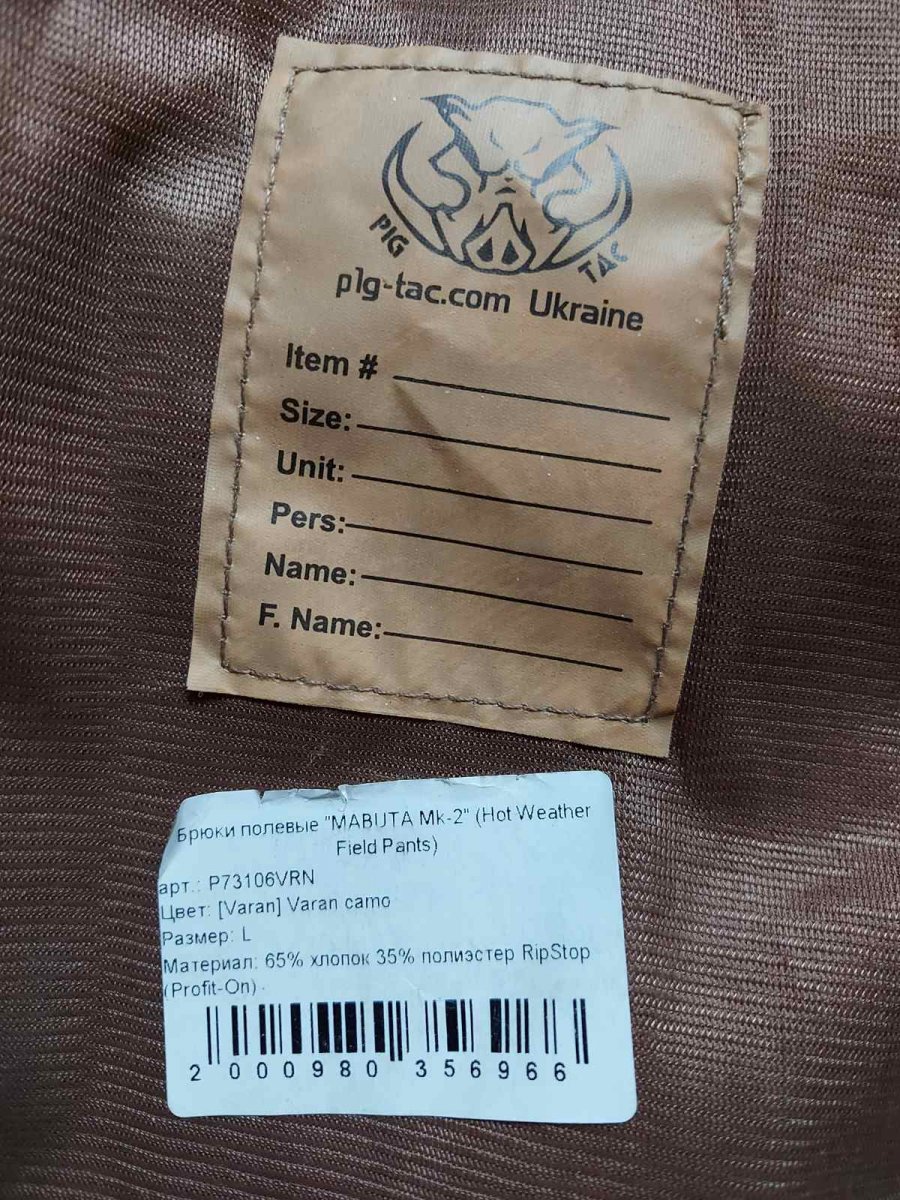 PIG TAC
p1g-tac.com Ukraine
Item #
Size:
Unit:
Pers:
Name:
F. Name:
Брюки полевые "MABUTA Mk-2" (Hot Weather
Field Pants)
арт.: P73106VRN
Цвет: [Varan] Varan camo
Размер: L
Материал: 65% хлопок 35% полиэстер RipStop
(Profit-On)
2 000980 356966